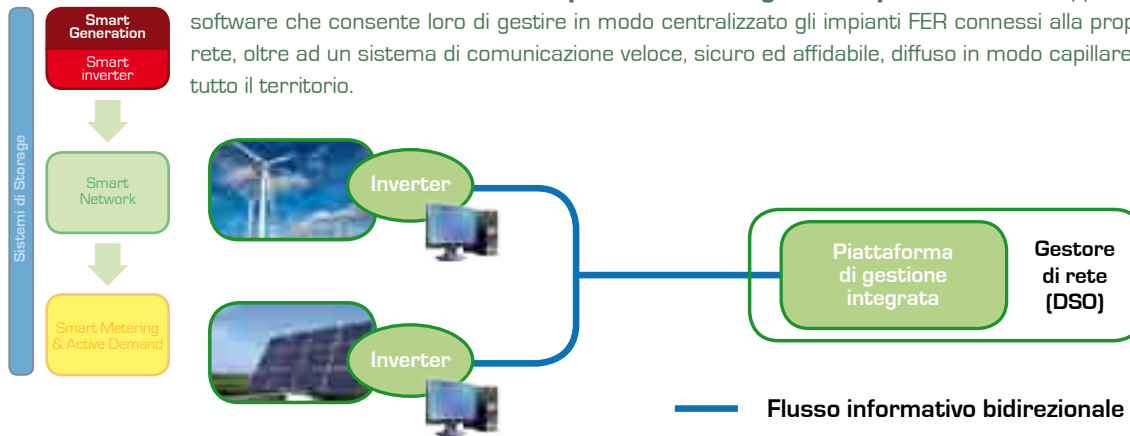 software che consente loro di gestire in modo centralizzato gli impianti FER connessi alla
rete, oltre ad un sistema di comunicazione veloce, sicuro ed affidabile, diffuso in modo capillare
tutto il territorio.
Sistemi di Storage
Smart
Generation
Smart
inverter
Smart
Network
Smart Metering
& Active Demand
Inverter
Inverter
Piattaforma
di gestione
integrata
Gestore
di rete
(DSO)
Flusso informativo bidirezionale